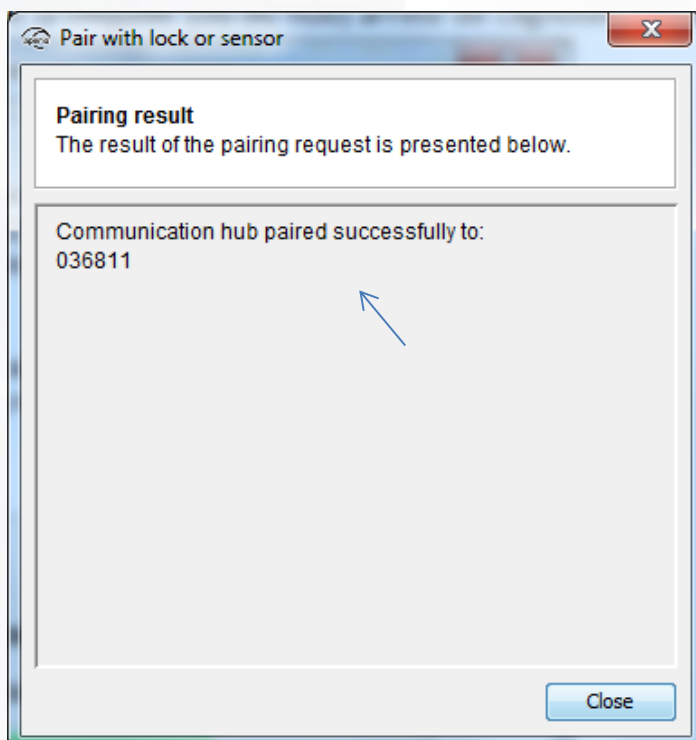 Pair with lock or sensor
Pairing result
The result of the pairing request is presented below.
Communication hub paired successfully to:
036811
Close